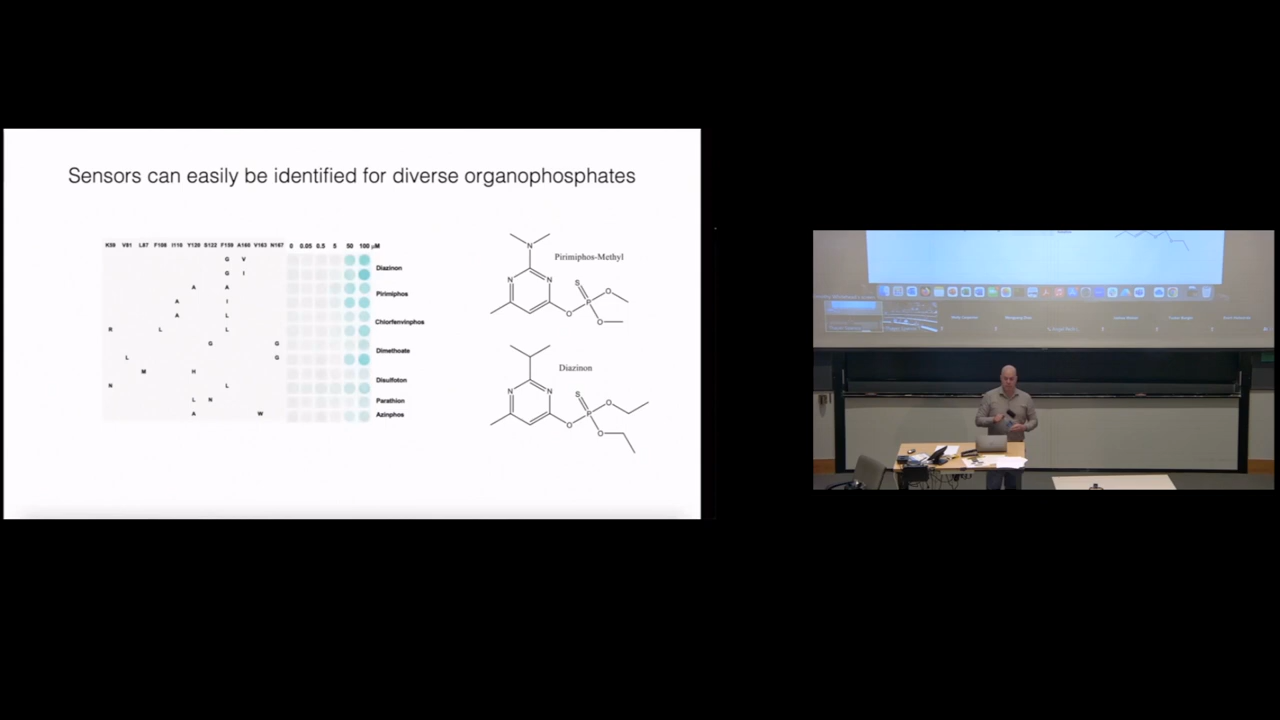 Sensors can easily be identified for diverse organophosphates
K59 V81 L87 F108 I110 Y120 S122 F159 A160 V163 N167 0 0.05 0.5 5 50 100 µM
G V
G I
Diazinon
A A
Pirimiphos
A I
A L
Chlorfenvinphos
R L L
G G
Dimethoate
L G
M H
Disulfoton
N L
L N
Parathion
A W
Azinphos
N
Pirimiphos-Methyl
N N
S
O
P
O
O
Diazinon
N N
S
O
P
O
O